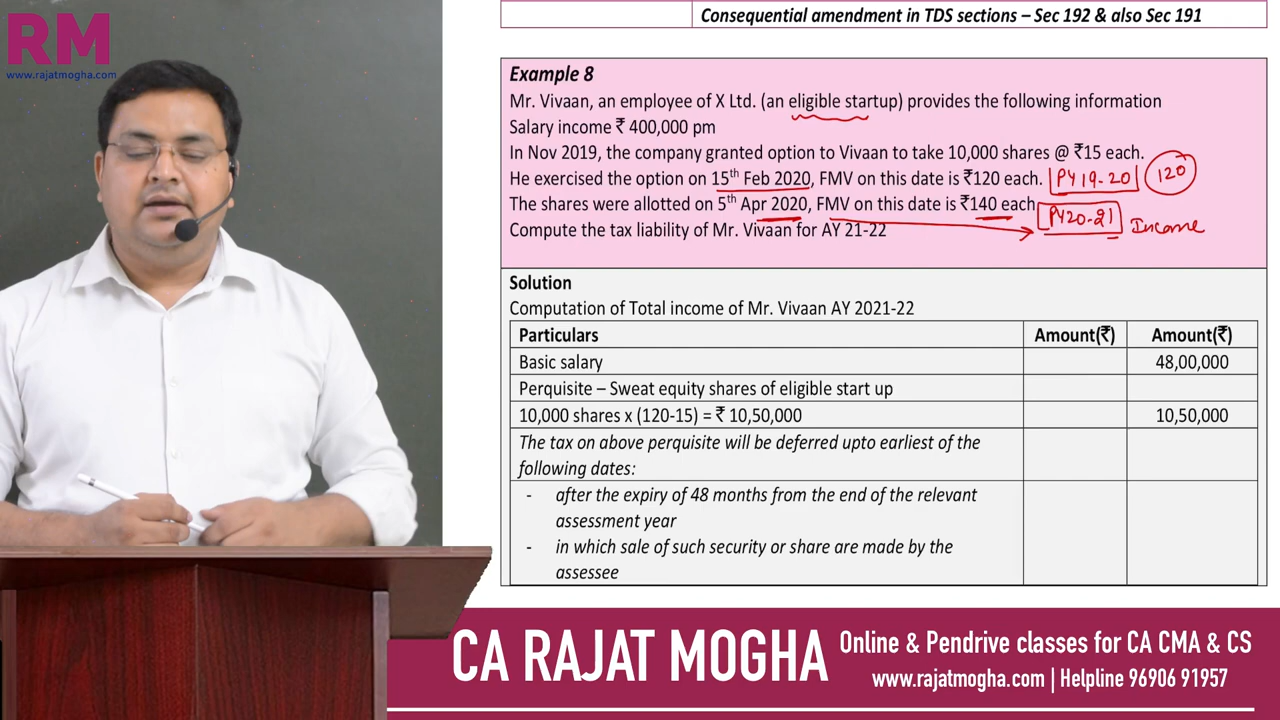 RM
www.rajatmogha.com
Consequential amendment in TDS sections – Sec 192 & also Sec 191
Example 8
Mr. Vivaan, an employee of X Ltd. (an eligible startup) provides the following information
Salary income ₹ 400,000 pm
In Nov 2019, the company granted option to Vivaan to take 10,000 shares @ ₹15 each.
He exercised the option on 15th Feb 2020, FMV on this date is ₹120 each. PY 19-20 120
The shares were allotted on 5th Apr 2020, FMV on this date is ₹140 each PY20-21 Income
Compute the tax liability of Mr. Vivaan for AY 21-22
Solution
Computation of Total income of Mr. Vivaan AY 2021-22
Particulars Amount(₹) Amount(₹)
Basic salary 48,00,000
Perquisite – Sweat equity shares of eligible start up
10,000 shares x (120-15) = ₹ 10,50,000 10,50,000
The tax on above perquisite will be deferred upto earliest of the
following dates:
- after the expiry of 48 months from the end of the relevant
assessment year
- in which sale of such security or share are made by the
assessee
CA RAJAT MOGHA
Online & Pendrive classes for CA CMA & CS
www.rajatmogha.com | Helpline 96906 91957